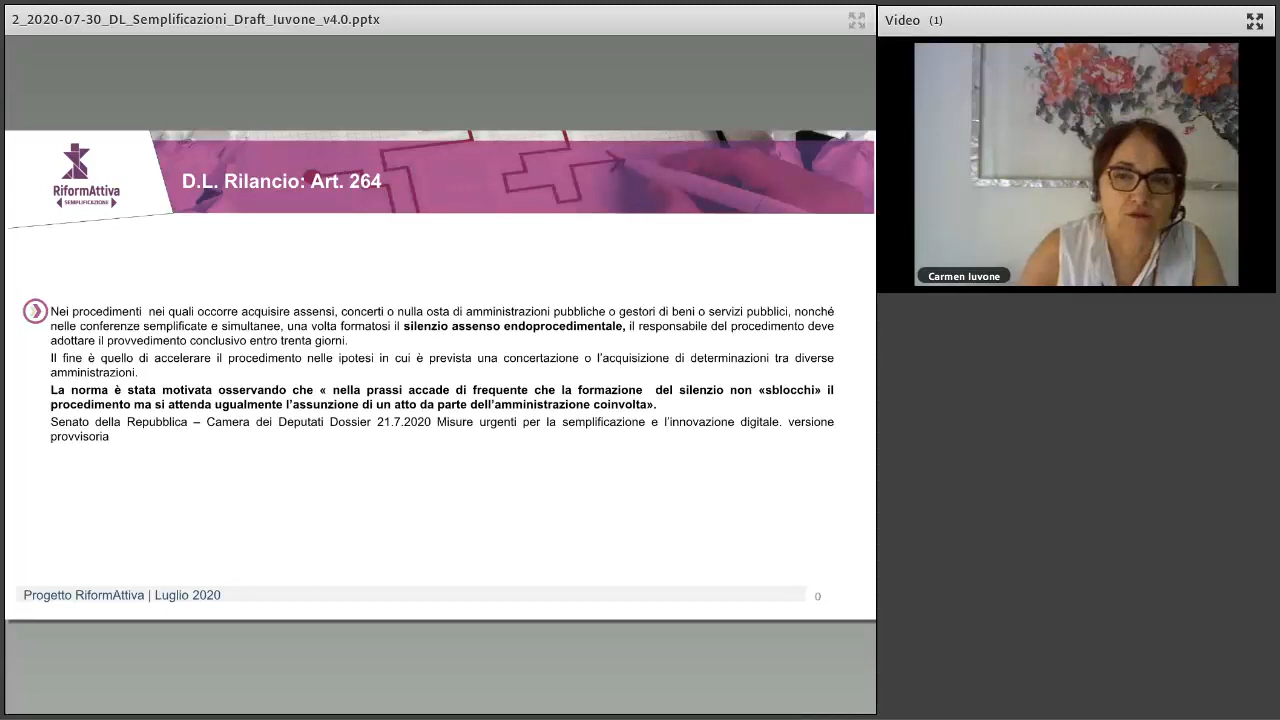 2_2020-07-30_DL_Semplificazioni_Draft_Iuvone_v4.0.pptx
Video (1)
RiformAttiva
SEMPLIFICAZIONE
D.L. Rilancio: Art. 264
Carmen Iuvone
Nei procedimenti nei quali occorre acquisire assensi, concerti o nulla osta di amministrazioni pubbliche o gestori di beni o servizi pubblici, nonché
nelle conferenze semplificate e simultanee, una volta formatosi il silenzio assenso endoprocedimentale, il responsabile del procedimento deve
adottare il provvedimento conclusivo entro trenta giorni.
Il fine è quello di accelerare il procedimento nelle ipotesi in cui è prevista una concertazione o l’acquisizione di determinazioni tra diverse
amministrazioni.
La norma è stata motivata osservando che « nella prassi accade di frequente che la formazione del silenzio non «sblocchi» il
procedimento ma si attenda ugualmente l’assunzione di un atto da parte dell’amministrazione coinvolta».
Senato della Repubblica – Camera dei Deputati Dossier 21.7.2020 Misure urgenti per la semplificazione e l’innovazione digitale. versione
provvisoria
Progetto RiformAttiva | Luglio 2020
0